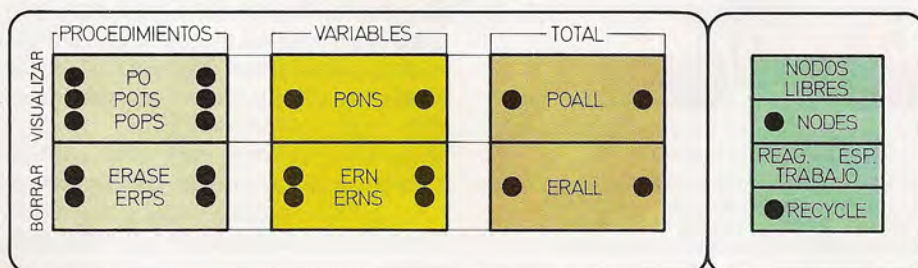 PROCEDIMIENTOS VARIABLES TOTAL
VISUALIZAR
PO
POTS
POPS
PONS
POALL
BORRAR
ERASE
ERPS
ERN
ERNS
ERALL
NODOS
LIBRES
NODES
REAG. ESP.
TRABAJO
RECYCLE